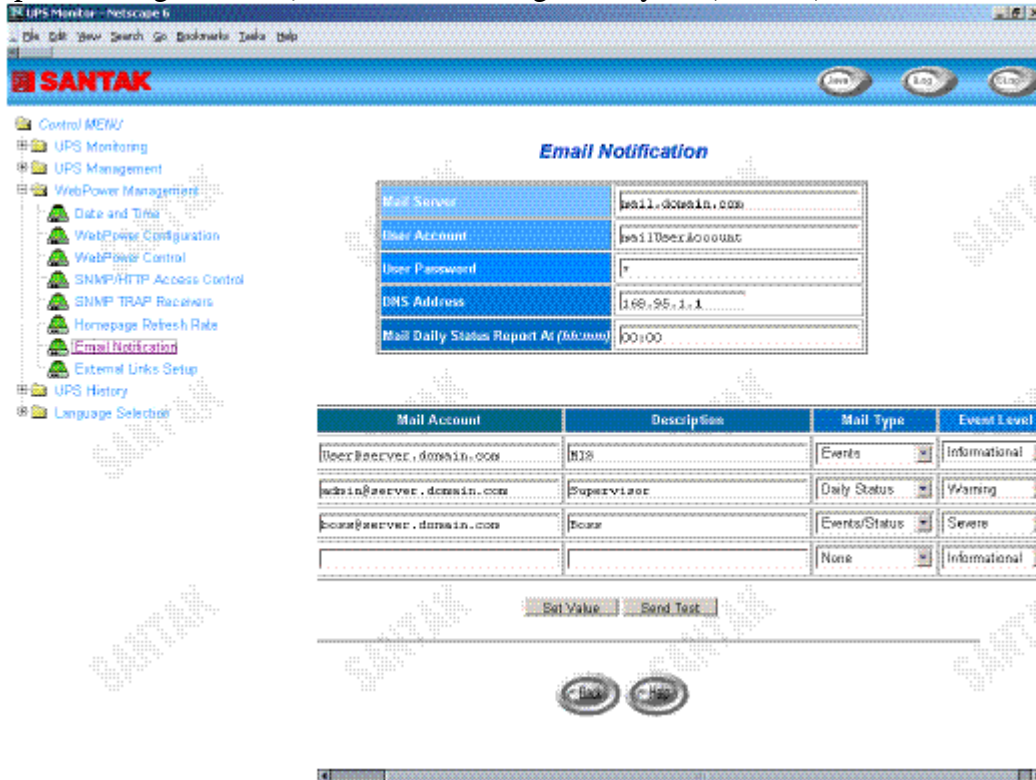 UPS Monitor - Netscape 6
File Edit View Search Go Bookmarks Tasks Help
SANTAK
Java Log
Control MENU
UPS Monitoring
UPS Management
WebPower Management
Date and Time
WebPower Configuration
WebPower Control
SNMP/HTTP Access Control
SNMP TRAP Receivers
Homepage Refresh Rate
Email Notification
External Links Setup
UPS History
Language Selection
Email Notification
Mail Server mail.domain.com
User Account mailUserAccount
User Password *
DNS Address 168.95.1.1
Mail Daily Status Report At (hh:mm) 00:00
Mail Account Description Mail Type Event Level
User@server.domain.com MIS Events Informational
admin@server.domain.com Supervisor Daily Status Warning
boss@server.domain.com Boss Events/Status Severe
None Informational
Set Value Send Test
Back Help